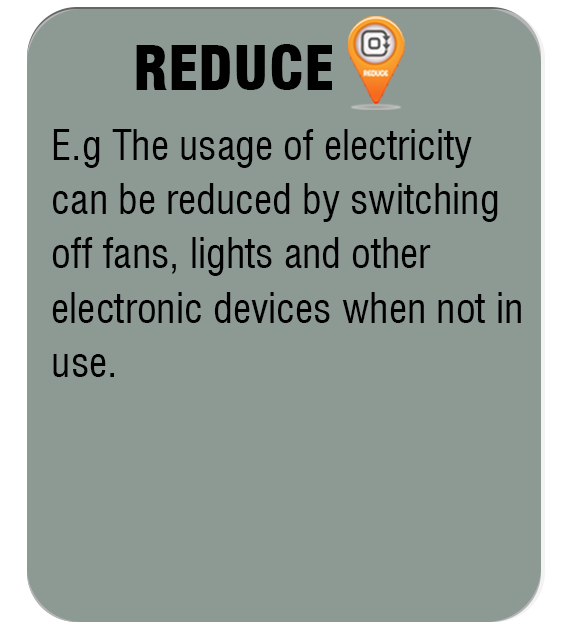 REDUCE
REDUCE
E.g The usage of electricity
can be reduced by switching
off fans, lights and other
electronic devices when not in
use.